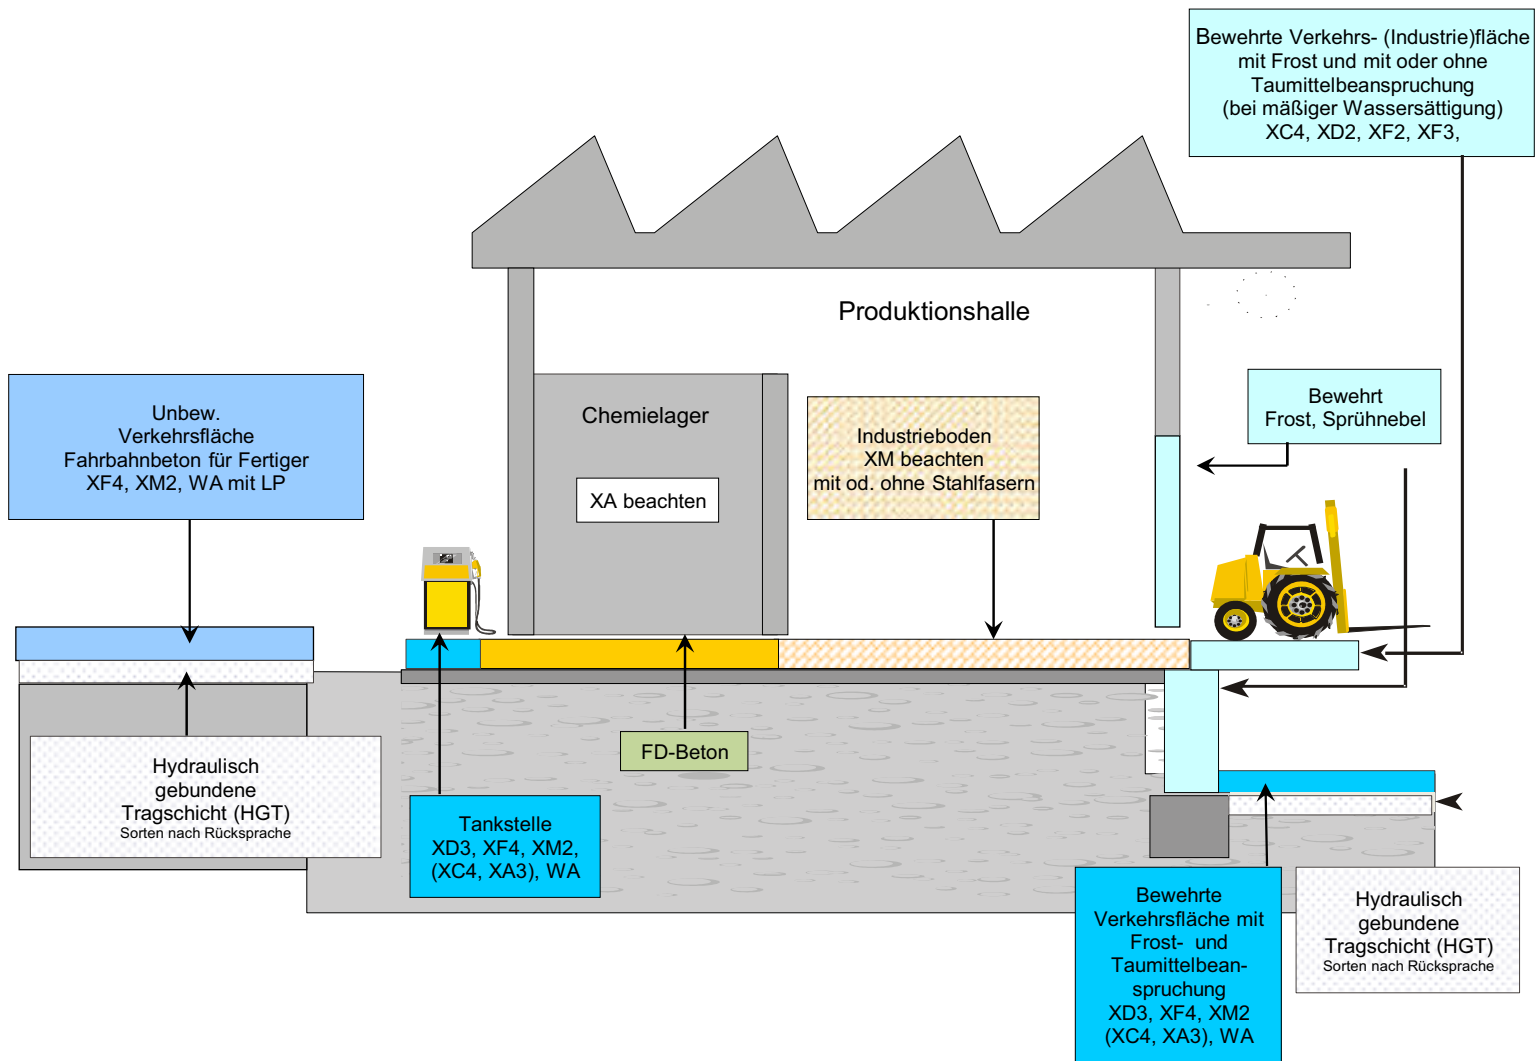 Bewehrte Verkehrs- (Industrie)fläche
mit Frost und mit oder ohne
Taumittelbeanspruchung
(bei mäßiger Wassersättigung)
XC4, XD2, XF2, XF3,
Produktionshalle
Unbew.
Verkehrsfläche
Fahrbahnbeton für Fertiger
XF4, XM2, WA mit LP
Chemielager
XA beachten
Industrieboden
XM beachten
mit od. ohne Stahlfasern
Bewehrt
Frost, Sprühnebel
Hydraulisch
gebundene
Tragschicht (HGT)
Sorten nach Rücksprache
FD-Beton
Tankstelle
XD3, XF4, XM2,
(XC4, XA3), WA
Bewehrte
Verkehrsfläche mit
Frost- und
Taumittelbean-
spruchung
XD3, XF4, XM2
(XC4, XA3), WA
Hydraulisch
gebundene
Tragschicht (HGT)
Sorten nach Rücksprache